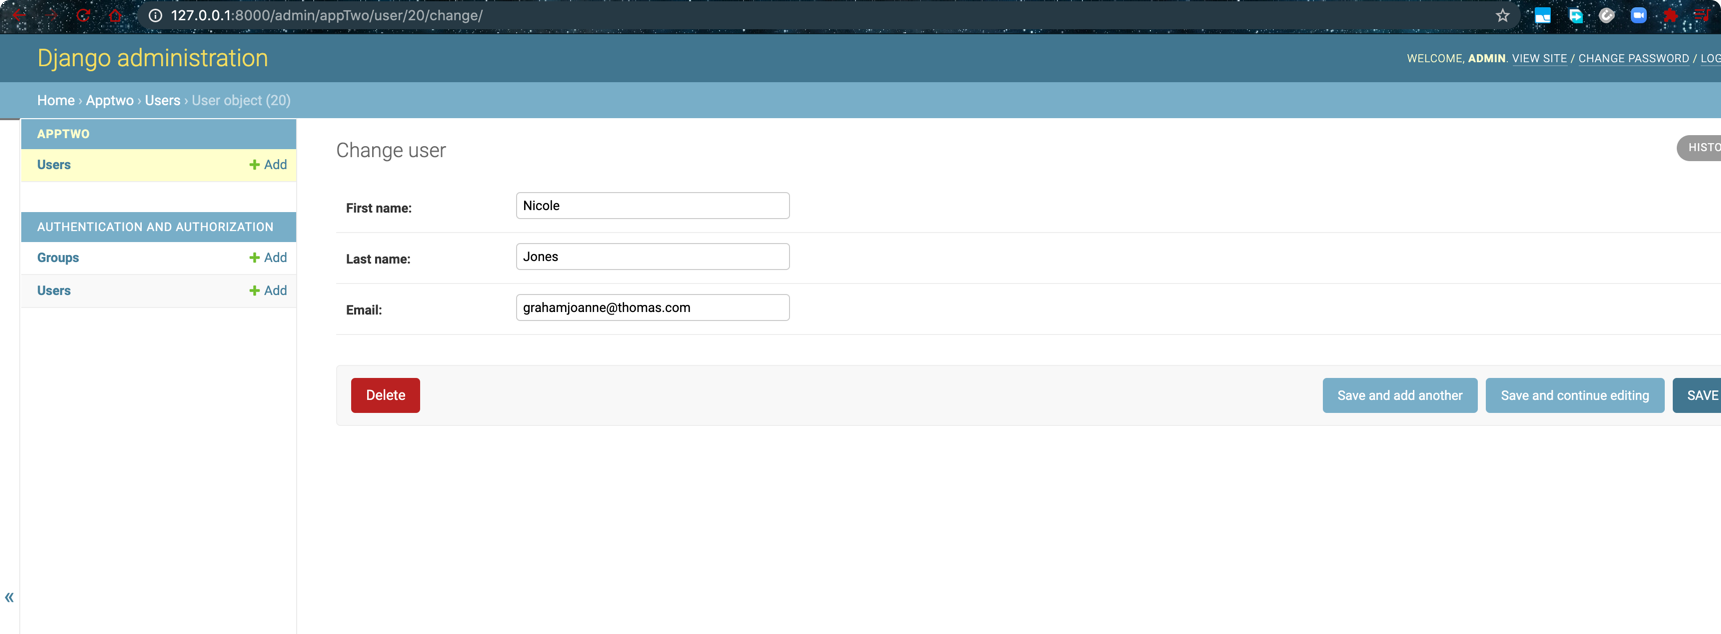 127.0.0.1:8000/admin/appTwo/user/20/change/
Django administration
WELCOME, ADMIN. VIEW SITE / CHANGE PASSWORD / LOG
Home › Apptwo › Users › User object (20)
APPTWO
Users + Add
AUTHENTICATION AND AUTHORIZATION
Groups + Add
Users + Add
«
Change user
HISTO
First name: Nicole
Last name: Jones
Email: grahamjoanne@thomas.com
Delete
Save and add another
Save and continue editing
SAVE